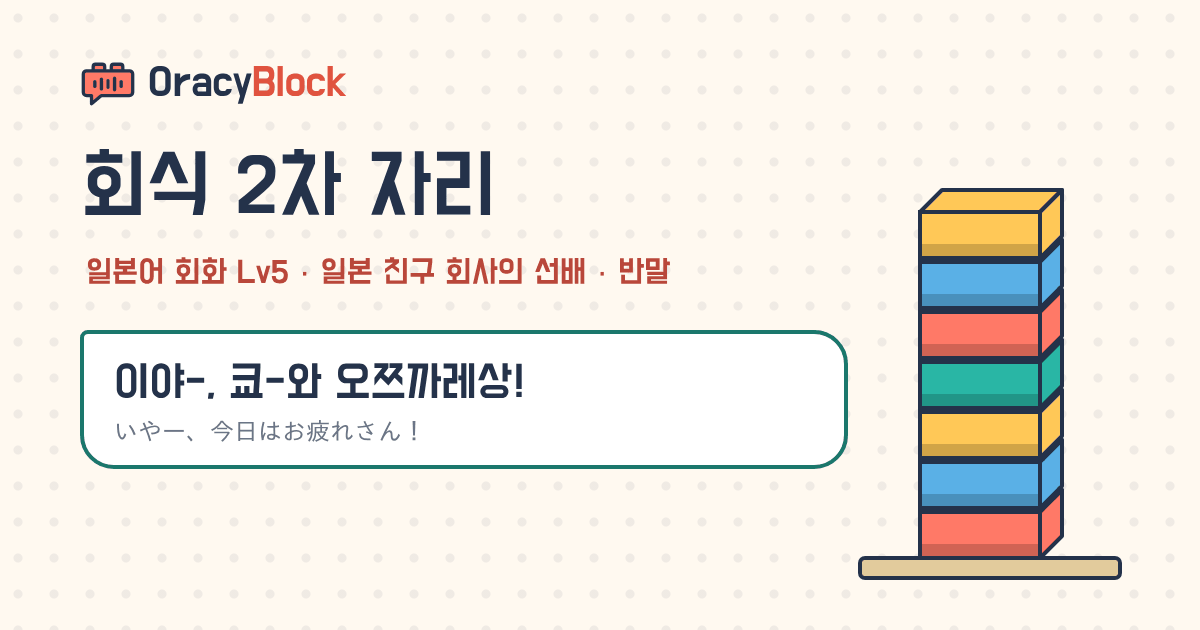 OracyBlock
회식 2차 자리
일본어 회화 Lv5 · 일본 친구 회사의 선배 · 반말
이야-, 쿄-와 오쯔까레상!
いやー、今日はお疲れさん！